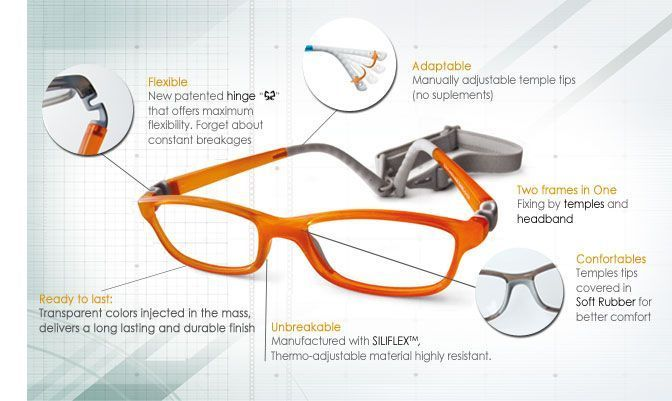 Flexible
New patented hinge "S2"
that offers maximum
flexibility. Forget about
constant breakages
Adaptable
Manually adjustable temple tips
(no suplements)
Two frames in One
Fixing by temples and
headband
Confortables
Temples tips
covered in
Soft Rubber for
better comfort
Ready to last:
Transparent colors injected in the mass,
delivers a long lasting and durable finish
Unbreakable
Manufactured with SILIFLEX™,
Thermo-adjustable material highly resistant.